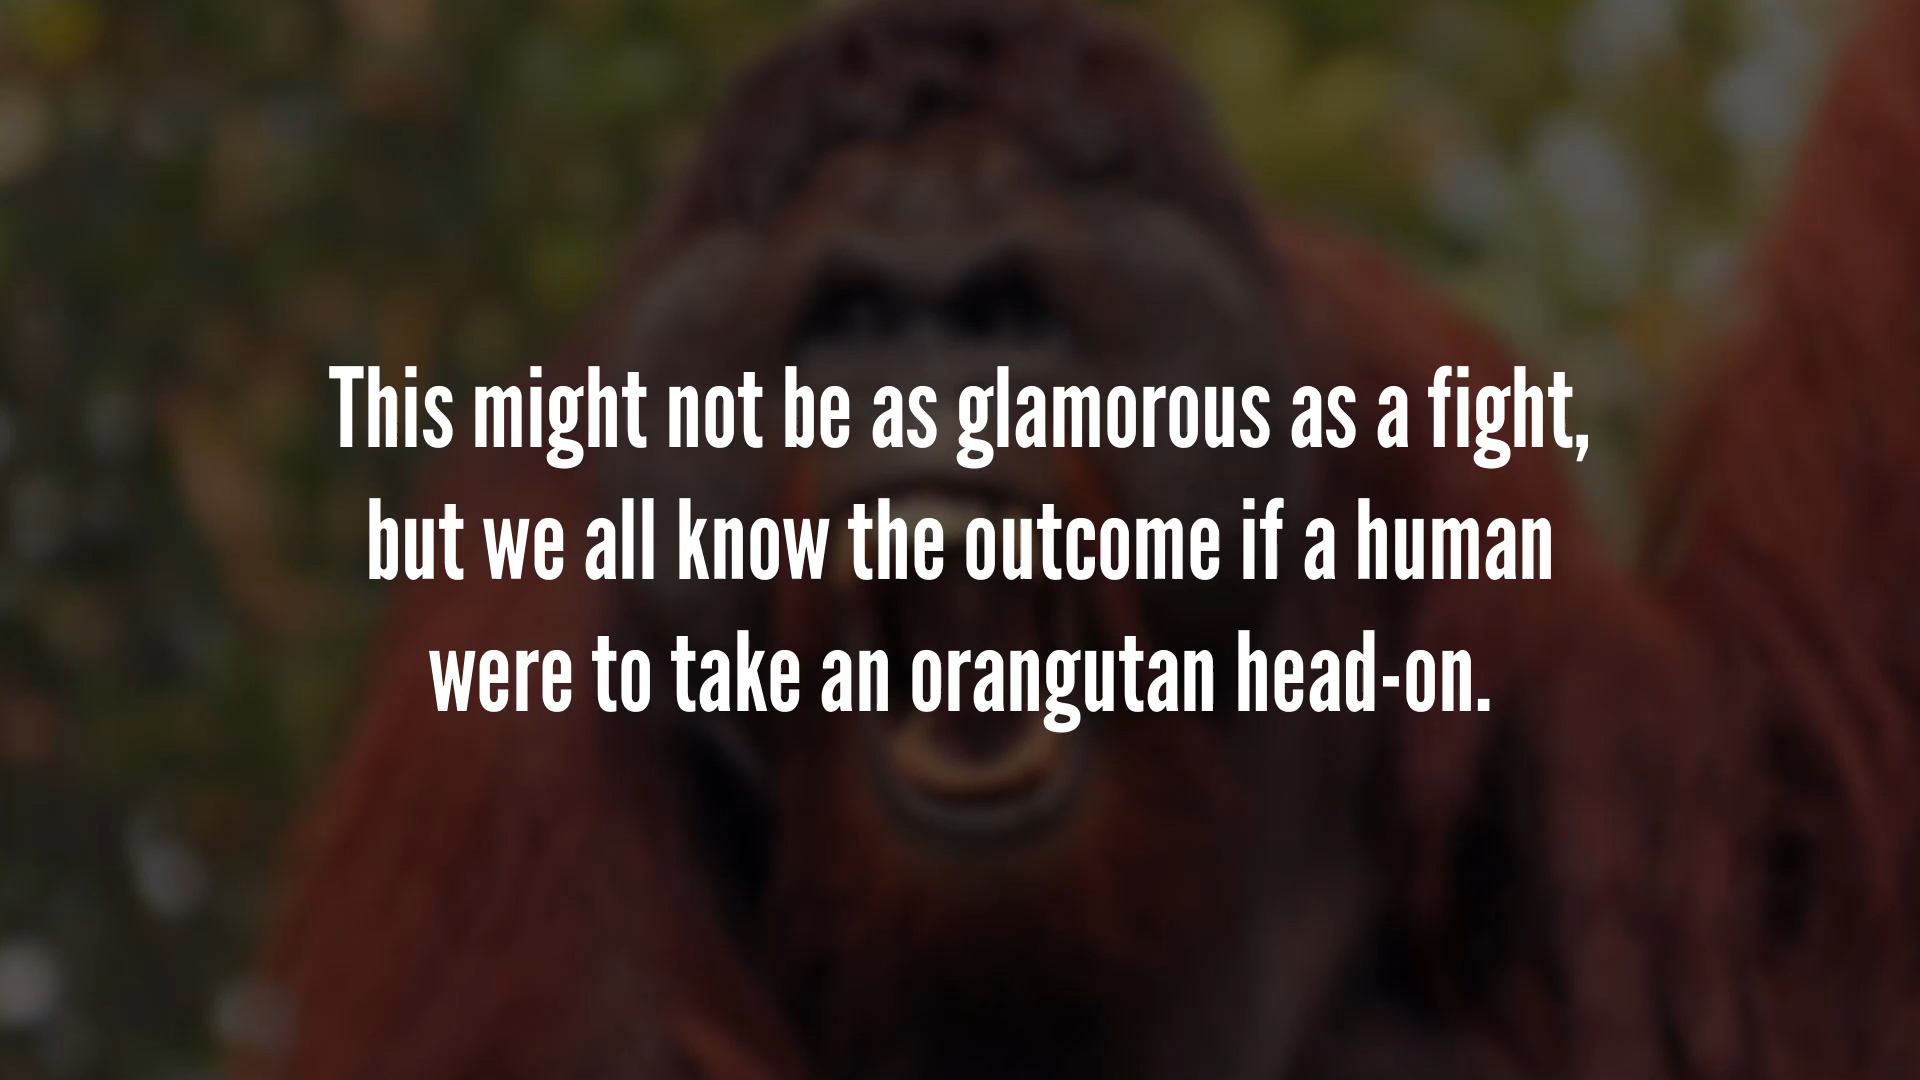 This might not be as glamorous as a fight,
but we all know the outcome if a human
were to take an orangutan head-on.